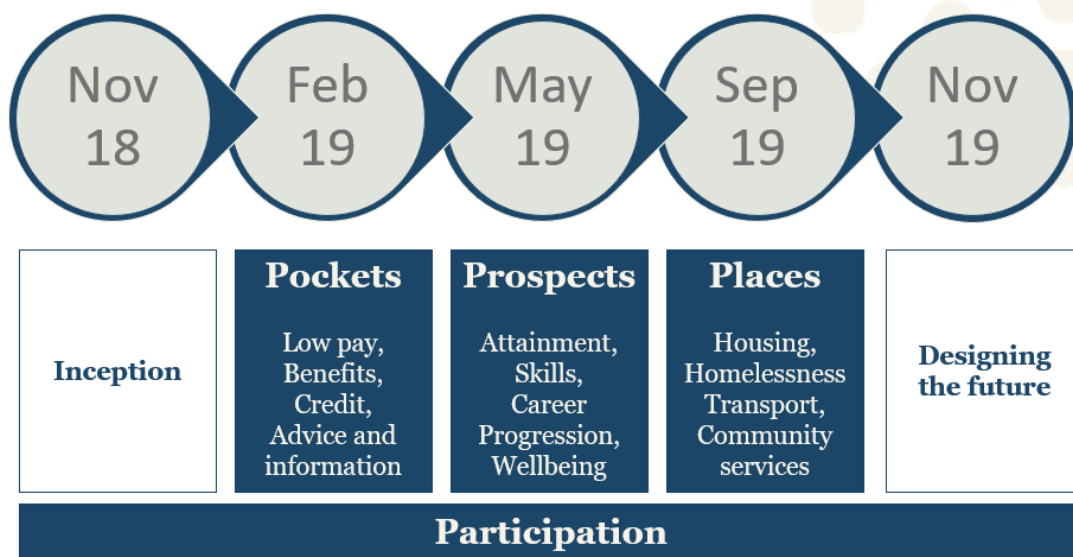 Nov
18
Feb
19
May
19
Sep
19
Nov
19
Inception
Pockets
Low pay,
Benefits,
Credit,
Advice and
information
Prospects
Attainment,
Skills,
Career
Progression,
Wellbeing
Places
Housing,
Homelessness
Transport,
Community
services
Designing
the future
Participation